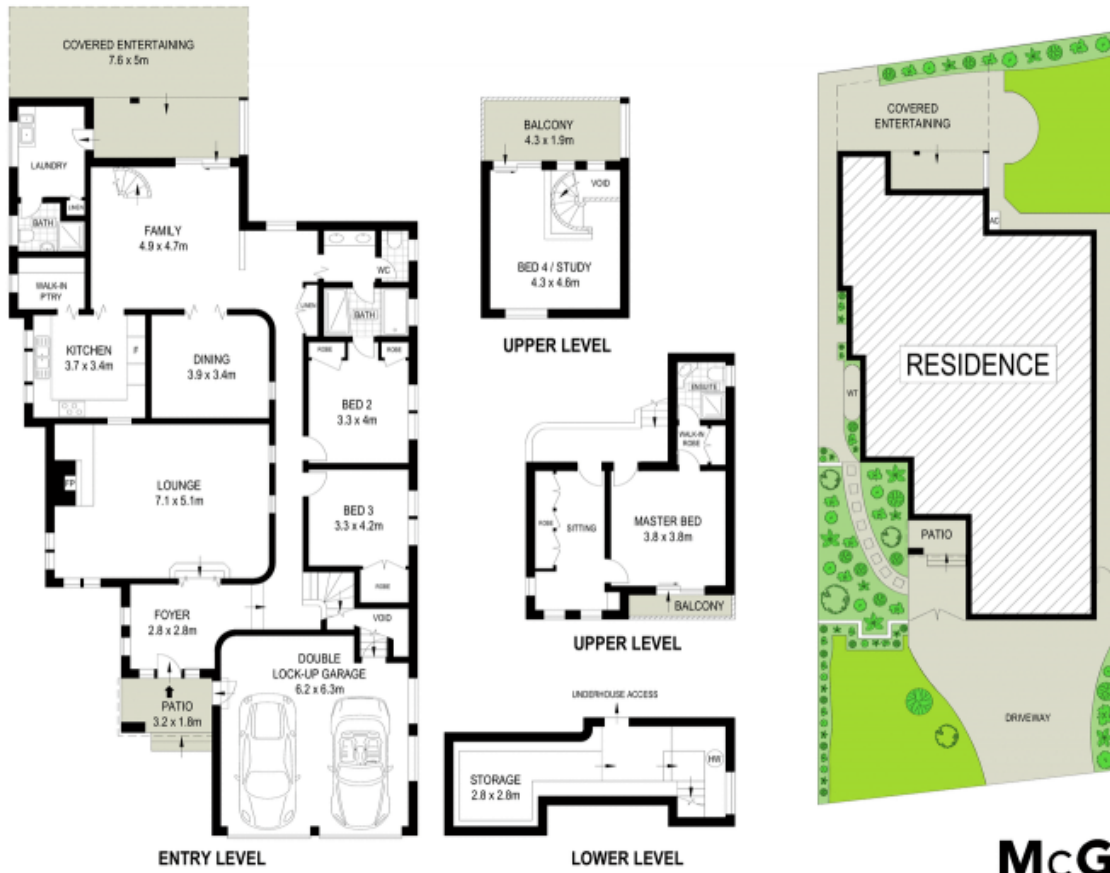 COVERED ENTERTAINING
7.6 x 5m
LAUNDRY
LINEN
BATH
FAMILY
4.9 x 4.7m
WALK-IN
P'TRY
WC
LINEN
BATH
KITCHEN
3.7 x 3.4m
F
DINING
3.9 x 3.4m
ROBE
ROBE
BED 2
3.3 x 4m
LOUNGE
7.1 x 5.1m
FP
BED 3
3.3 x 4.2m
ROBE
FOYER
2.8 x 2.8m
VOID
DOUBLE
LOCK-UP GARAGE
6.2 x 6.3m
PATIO
3.2 x 1.8m
ENTRY LEVEL
BALCONY
4.3 x 1.9m
VOID
BED 4 / STUDY
4.3 x 4.6m
UPPER LEVEL
ENSUITE
WALK-IN
ROBE
ROBE
SITTING
MASTER BED
3.8 x 3.8m
BALCONY
UPPER LEVEL
UNDERHOUSE ACCESS
STORAGE
2.8 x 2.8m
HW
LOWER LEVEL
COVERED
ENTERTAINING
AC
RESIDENCE
WT
PATIO
DRIVEWAY
McG